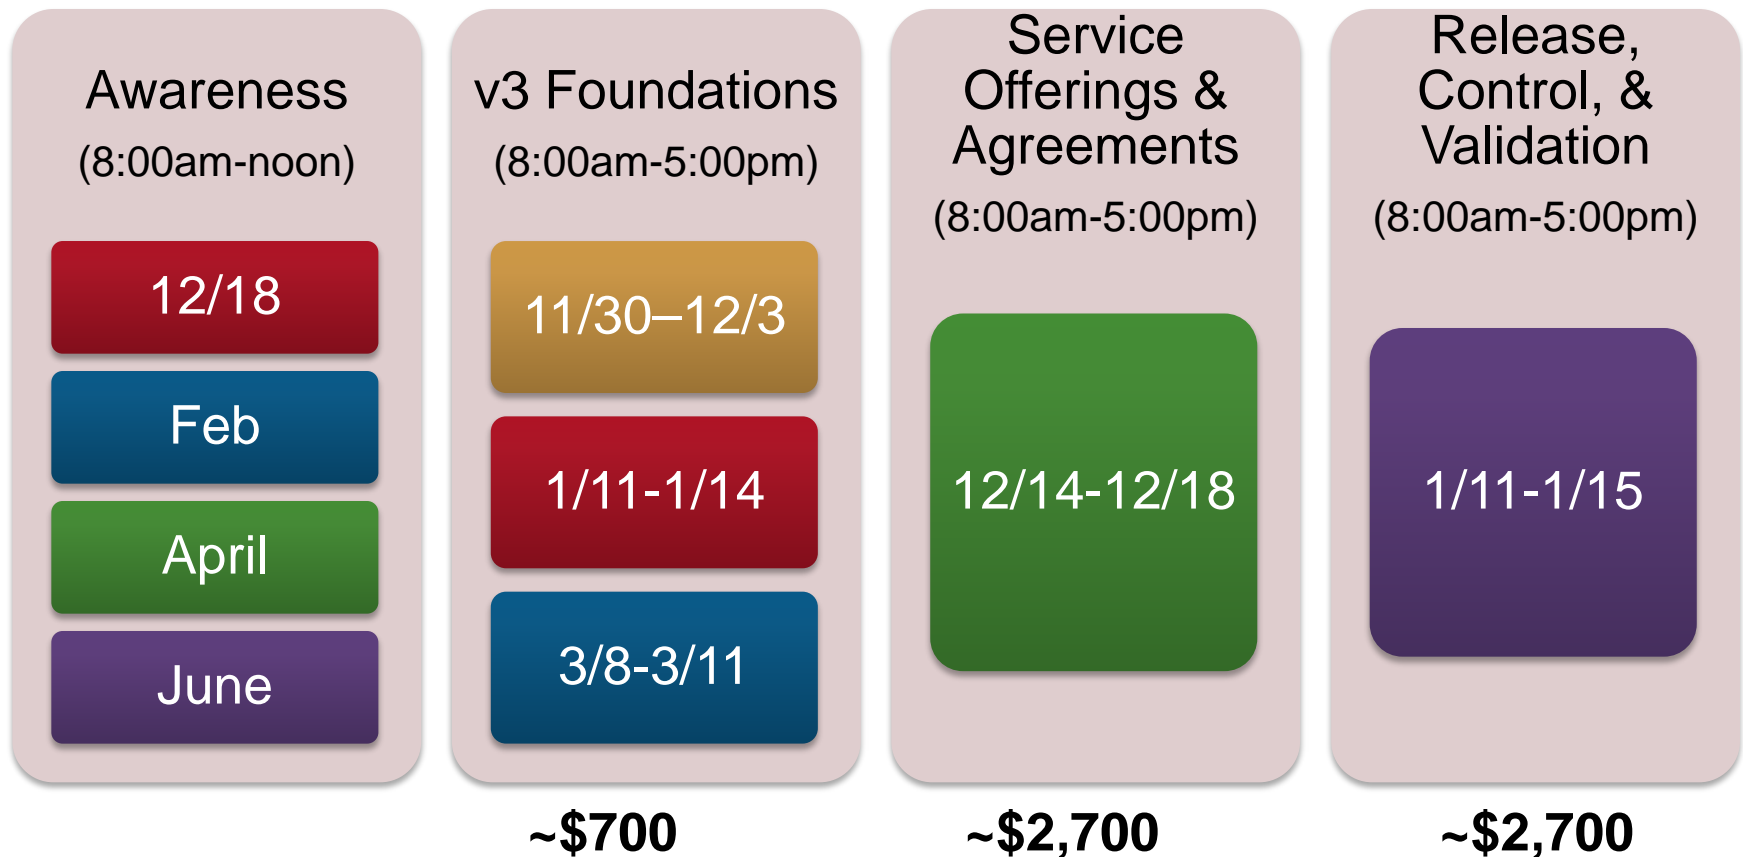 Awareness
(8:00am-noon)
12/18
Feb
April
June
v3 Foundations
(8:00am-5:00pm)
11/30–12/3
1/11-1/14
3/8-3/11
~$700
Service
Offerings &
Agreements
(8:00am-5:00pm)
12/14-12/18
~$2,700
Release,
Control, &
Validation
(8:00am-5:00pm)
1/11-1/15
~$2,700